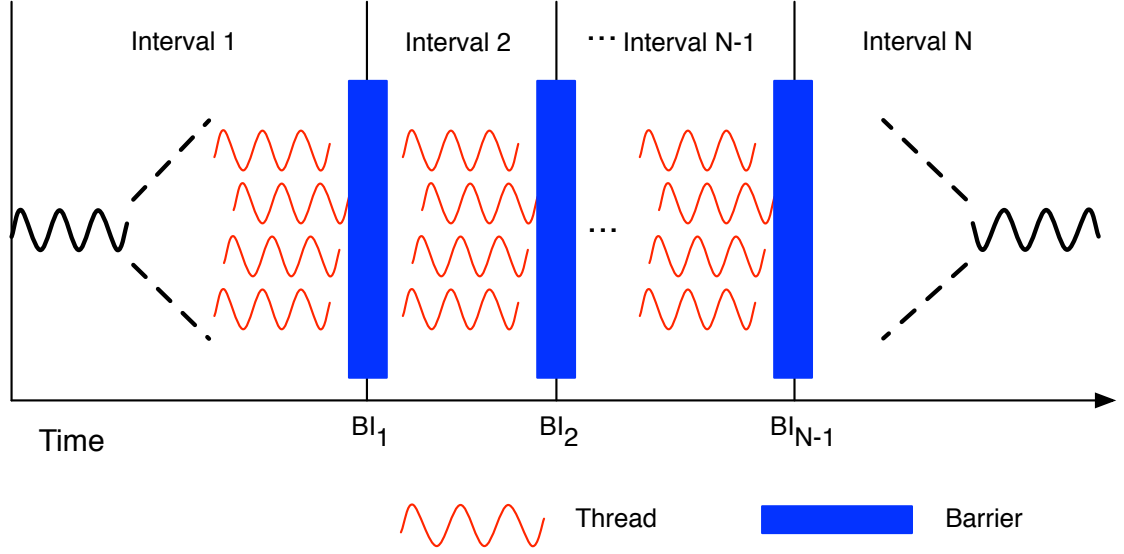 Interval 1
Interval 2
... Interval N-1
Interval N
...
BI1
BI2
BIN-1
Time
Thread
Barrier